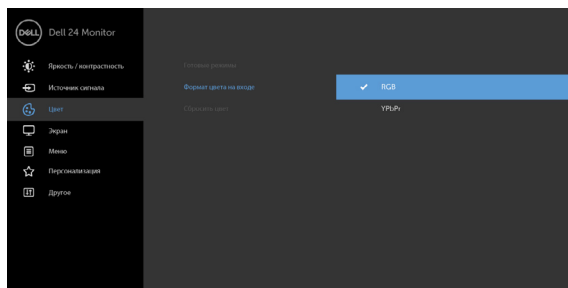 DELL
Dell 24 Monitor
Яркость / контрастность
Готовые режимы
Источник сигнала
Формат цвета на входе
RGB
Цвет
Сбросить цвет
YPbPr
Экран
Меню
Персонализация
Другое